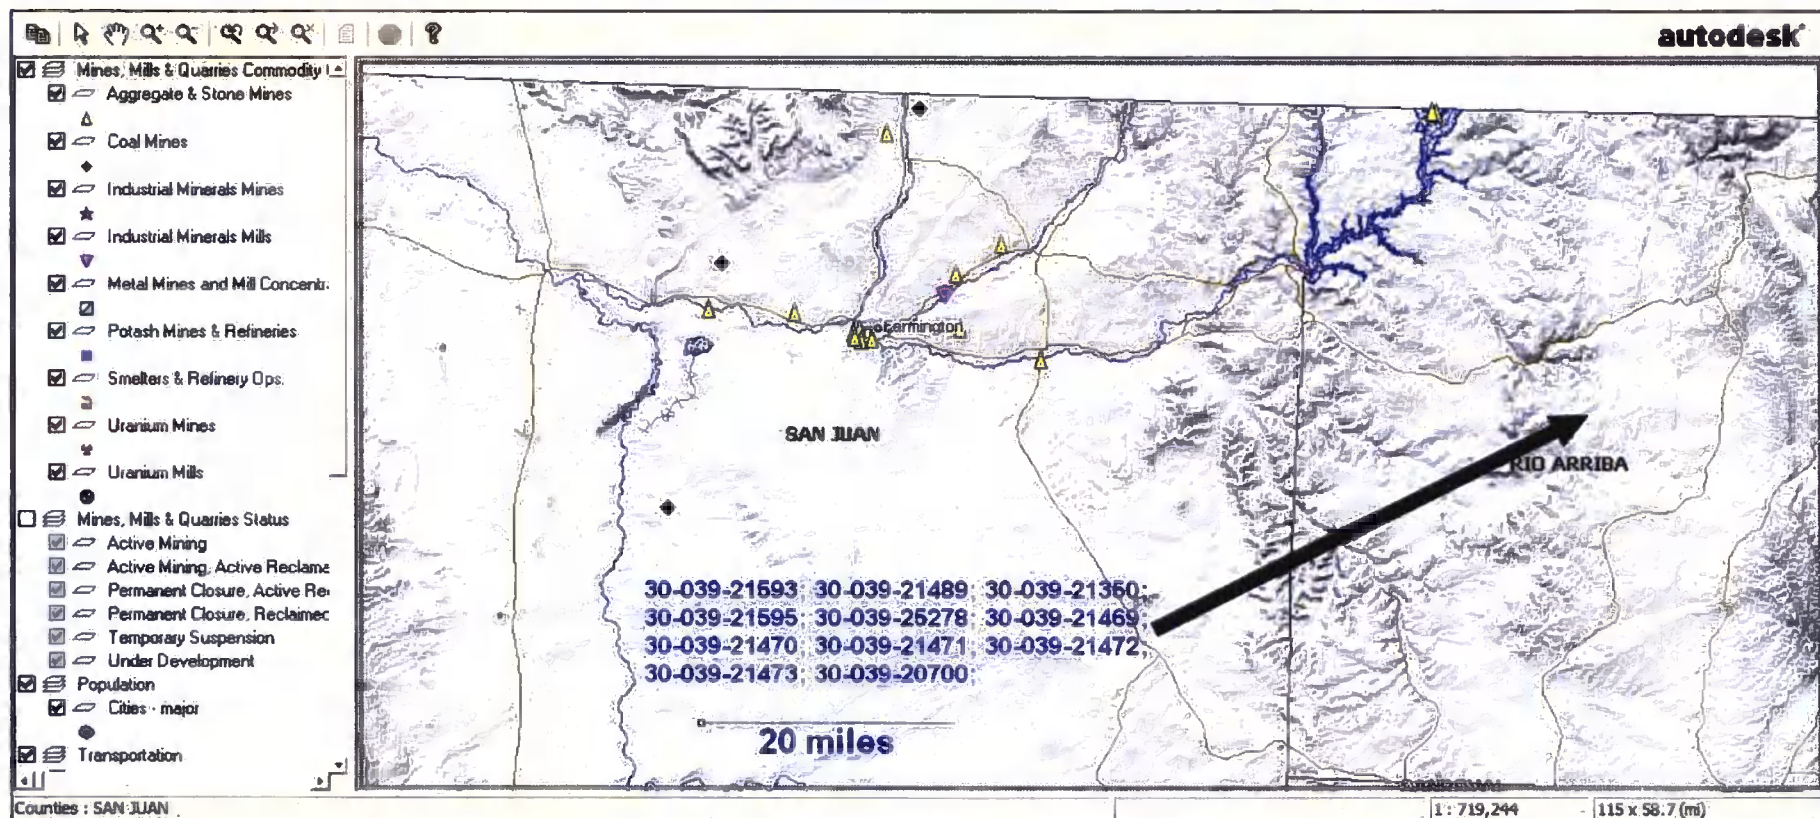 autodesk
Mines, Mills & Quarries Commodity
Aggregate & Stone Mines
Coal Mines
Industrial Minerals Mines
Industrial Minerals Mills
Metal Mines and Mill Concentr
Potash Mines & Refineries
Smelters & Refinery Ops.
Uranium Mines
Uranium Mills
Mines, Mills & Quarries Status
Active Mining
Active Mining, Active Reclama
Permanent Closure, Active Re
Permanent Closure, Reclaimed
Temporary Suspension
Under Development
Population
Cities - major
Transportation
Farmington
SAN JUAN
RIO ARRIBA
30-039-21593; 30-039-21489; 30-039-21360;
30-039-21595; 30-039-25278; 30-039-21469;
30-039-21470; 30-039-21471; 30-039-21472;
30-039-21473; 30-039-20700;
20 miles
Counties : SAN JUAN
1 : 719,244
115 x 58.7 (mi)